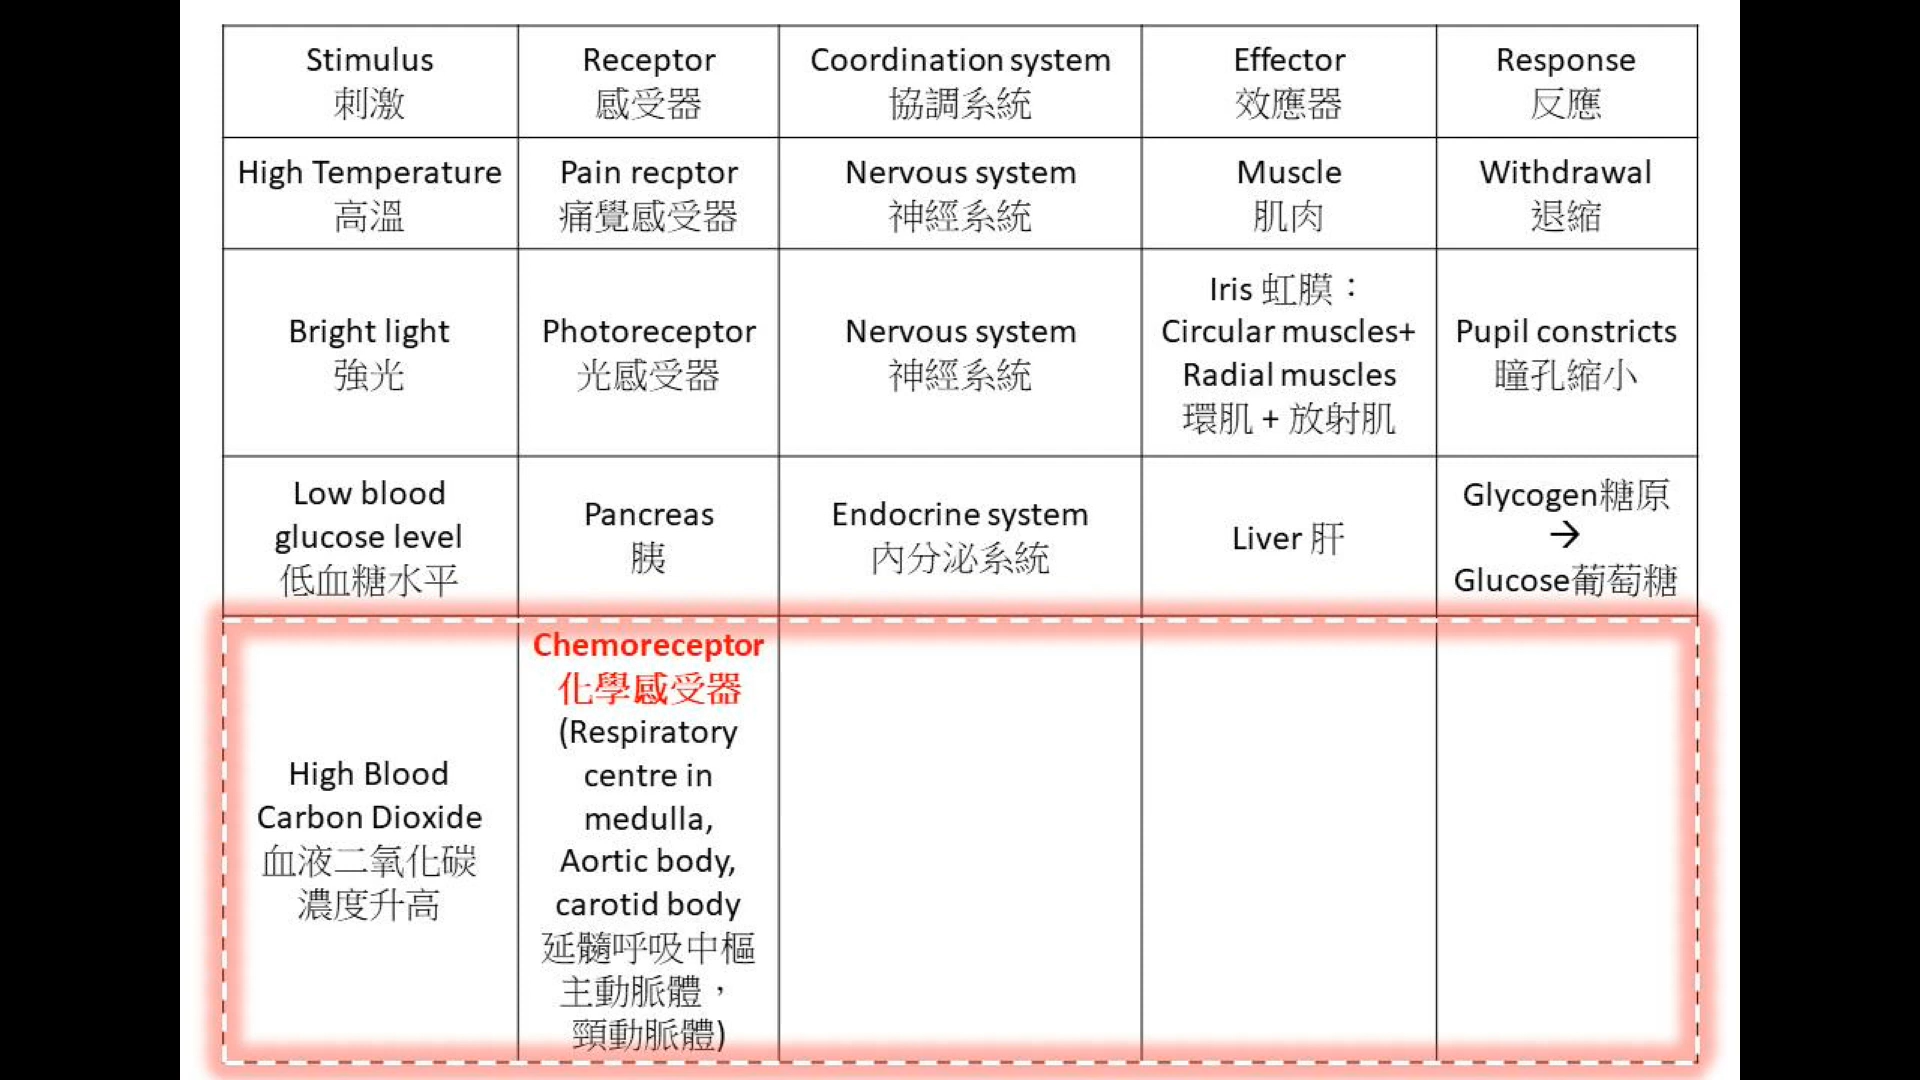 Stimulus
刺激
Receptor
感受器
Coordination system
協調系統
Effector
效應器
Response
反應
High Temperature
高溫
Pain recptor
痛覺感受器
Nervous system
神經系統
Muscle
肌肉
Withdrawal
退縮
Bright light
強光
Photoreceptor
光感受器
Nervous system
神經系統
Iris 虹膜：
Circular muscles+
Radial muscles
環肌 + 放射肌
Pupil constricts
瞳孔縮小
Low blood
glucose level
低血糖水平
Pancreas
胰
Endocrine system
內分泌系統
Liver 肝
Glycogen糖原
→
Glucose葡萄糖
High Blood
Carbon Dioxide
血液二氧化碳
濃度升高
Chemoreceptor
化學感受器
(Respiratory
centre in
medulla,
Aortic body,
carotid body
延髓呼吸中樞
主動脈體，
頸動脈體)